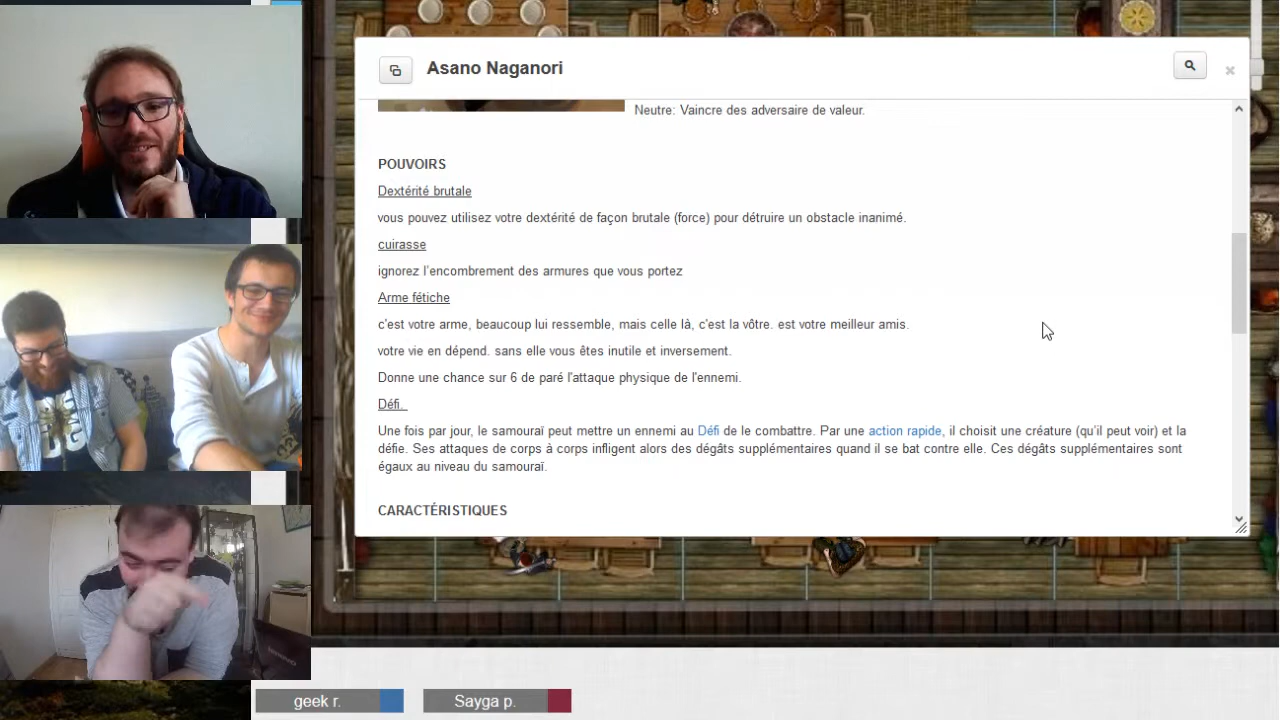 Asano Naganori
Neutre: Vaincre des adversaire de valeur.
POUVOIRS
Dextérité brutale
vous pouvez utilisez votre dextérité de façon brutale (force) pour détruire un obstacle inanimé.
cuirasse
ignorez l'encombrement des armures que vous portez
Arme fétiche
c'est votre arme, beaucoup lui ressemble, mais celle là, c'est la vôtre. est votre meilleur amis.
votre vie en dépend. sans elle vous êtes inutile et inversement.
Donne une chance sur 6 de paré l'attaque physique de l'ennemi.
Défi.
Une fois par jour, le samouraï peut mettre un ennemi au Défi de le combattre. Par une action rapide, il choisit une créature (qu'il peut voir) et la
défie. Ses attaques de corps à corps infligent alors des dégâts supplémentaires quand il se bat contre elle. Ces dégâts supplémentaires sont
égaux au niveau du samouraï.
CARACTÉRISTIQUES
geek r.
Sayga p.